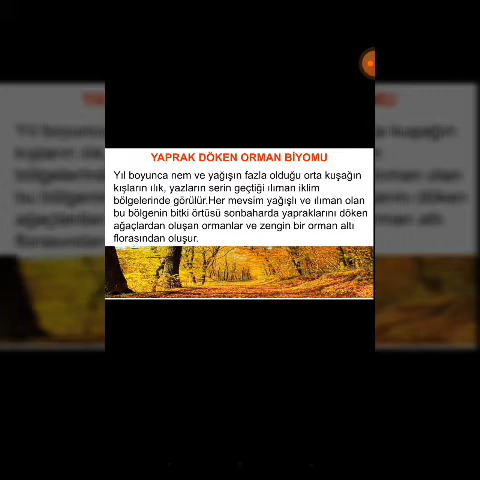 YAPRAK DÖKEN ORMAN BİYOMU
Yıl boyunca nem ve yağışın fazla olduğu orta kuşağın
kışların ılık, yazların serin geçtiği ılıman iklim
bölgelerinde görülür.Her mevsim yağışlı ve ılıman olan
bu bölgenin bitki örtüsü sonbaharda yapraklarını döken
ağaçlardan oluşan ormanlar ve zengin bir orman altı
florasından oluşur.